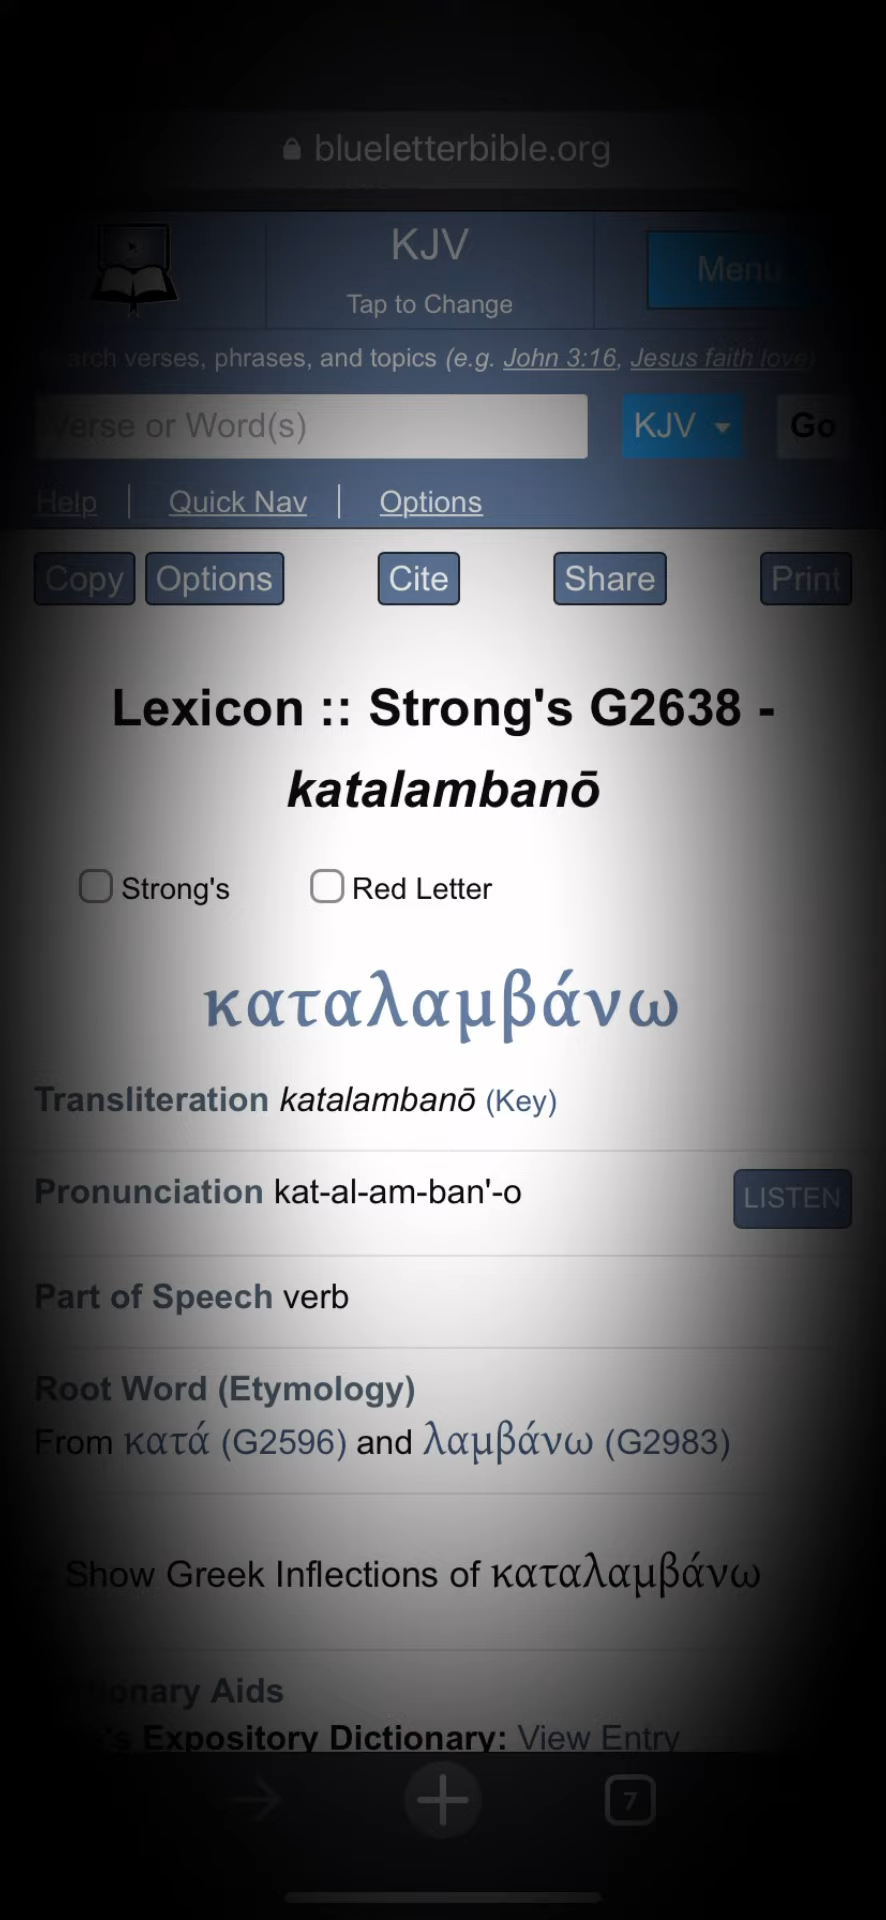 blueletterbible.org
KJV
Menu
Tap to Change
verses, phrases, and topics (e.g. John 3:16, Jesus faith love)
Verse or Word(s)
KJV
Go
Help | Quick Nav | Options
Copy Options Cite Share Print
Lexicon :: Strong's G2638 -
katalambanō
Strong's Red Letter
καταλαμβάνω
Transliteration katalambanō (Key)
Pronunciation kat-al-am-ban'-o
LISTEN
Part of Speech verb
Root Word (Etymology)
From κατά (G2596) and λαμβάνω (G2983)
Show Greek Inflections of καταλαμβάνω
Aids
Expository Dictionary: View Entry
7